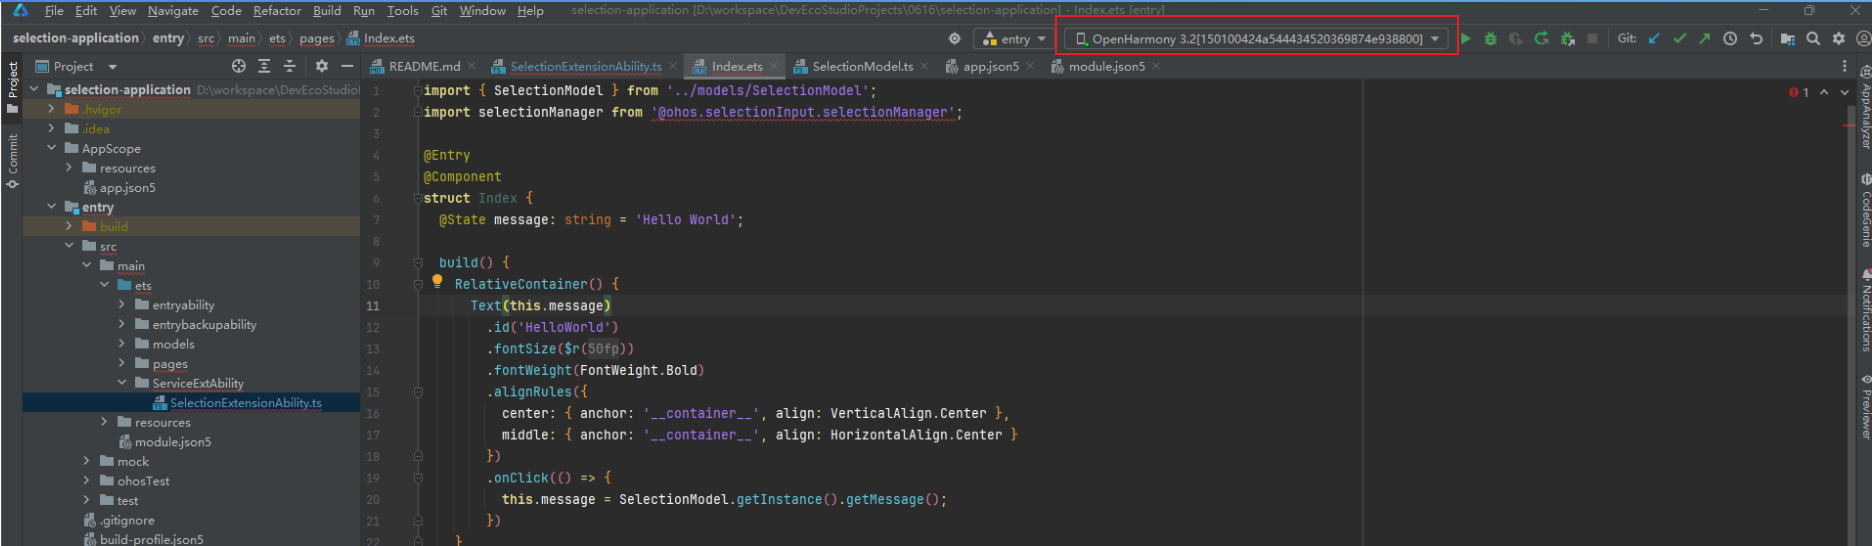 File Edit View Navigate Code Refactor Build Run Tools Git Window Help selection-application [D:\workspace\DevEcoStudioProjects\0616\selection-application] - Index.ets [entry]
selection-application entry src main ets pages Index.ets entry OpenHarmony 3.2[150100424a544434520369874e938800] Git:
Project README.md SelectionExtensionAbility.ts Index.ets SelectionModel.ts app.json5 module.json5
Project
Commit
selection-application D:\workspace\DevEcoStudiol
.hvigor
.idea
AppScope
resources
app.json5
entry
build
src
main
ets
entryability
entrybackupability
models
pages
ServiceExtAbility
SelectionExtensionAbility.ts
resources
module.json5
mock
ohosTest
test
.gitignore
build-profile.json5
1 import { SelectionModel } from '../models/SelectionModel';
2 import selectionManager from '@ohos.selectionInput.selectionManager';
3
4 @Entry
5 @Component
6 struct Index {
7 @State message: string = 'Hello World';
8
9 build() {
10 RelativeContainer() {
11 Text(this.message)
12 .id('HelloWorld')
13 .fontSize($r(50fp))
14 .fontWeight(FontWeight.Bold)
15 .alignRules({
16 center: { anchor: '__container__', align: VerticalAlign.Center },
17 middle: { anchor: '__container__', align: HorizontalAlign.Center }
18 })
19 .onClick(() => {
20 this.message = SelectionModel.getInstance().getMessage();
21 })
22 }
1
AppAnalyzer
CodeGenie
Notifications
Previewer